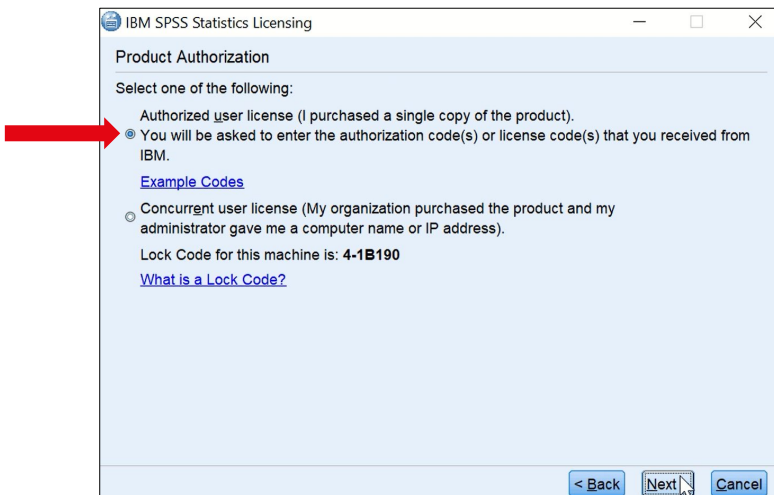 IBM SPSS Statistics Licensing
Product Authorization
Select one of the following:
Authorized user license (I purchased a single copy of the product).
You will be asked to enter the authorization code(s) or license code(s) that you received from
IBM.
Example Codes
Concurrent user license (My organization purchased the product and my
administrator gave me a computer name or IP address).
Lock Code for this machine is: 4-1B190
What is a Lock Code?
< Back Next Cancel